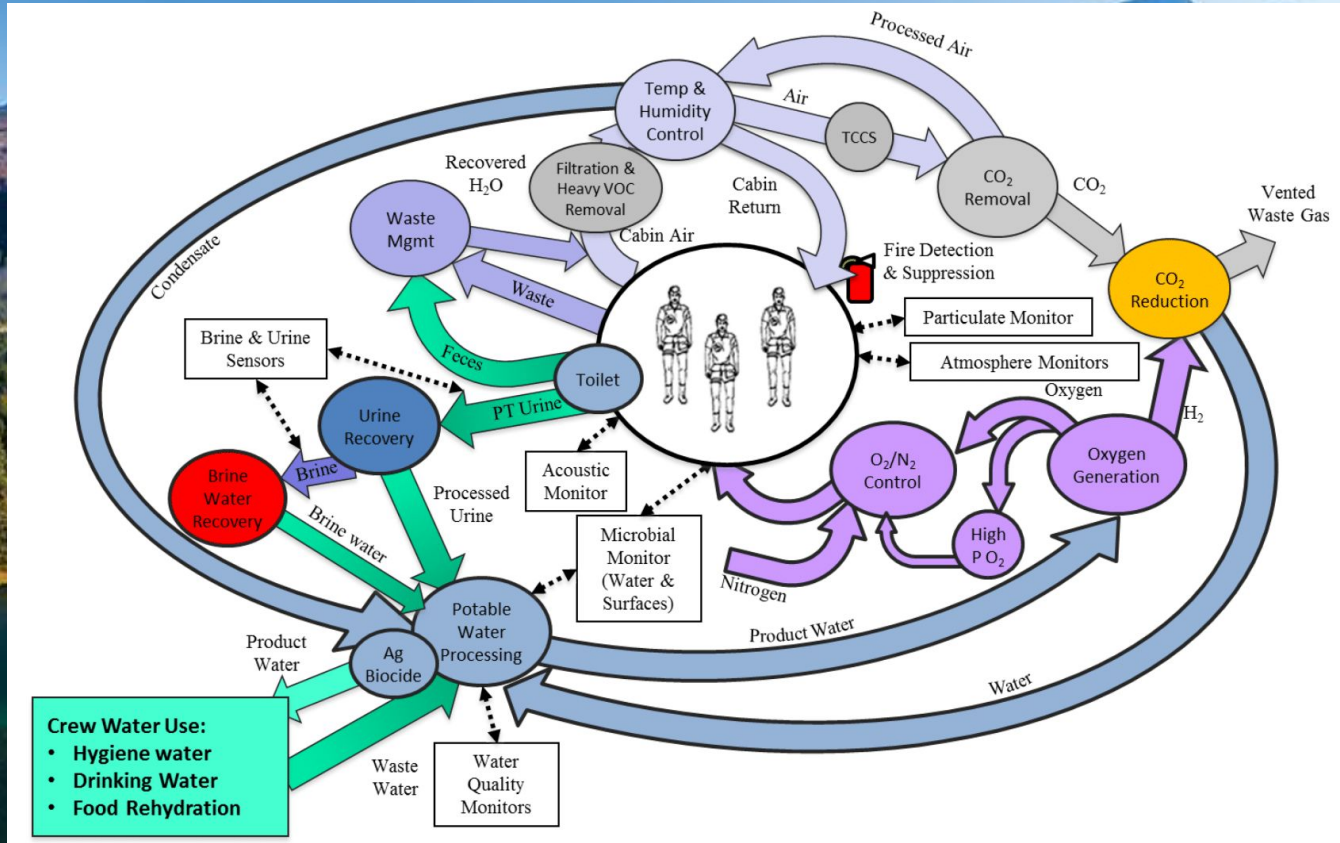 Processed Air
Temp &
Humidity
Control
Air
TCCS
CO₂
Removal
CO₂
Vented
Waste Gas
Recovered
H₂O
Filtration &
Heavy VOC
Removal
Cabin
Return
Waste
Mgmt
Cabin Air
Fire Detection
& Suppression
CO₂
Reduction
Condensate
Waste
Particulate Monitor
Brine & Urine
Sensors
Feces
Toilet
Atmosphere Monitors
PT Urine
Oxygen
H₂
Urine
Recovery
O₂/N₂
Control
Oxygen
Generation
Brine
Brine
Water
Recovery
Acoustic
Monitor
Processed
Urine
Brine water
Microbial
Monitor
(Water &
Surfaces)
High
P O₂
Nitrogen
Potable
Water
Processing
Product Water
Ag
Biocide
Product
Water
Water
Crew Water Use:
• Hygiene water
• Drinking Water
• Food Rehydration
Waste
Water
Water
Quality
Monitors